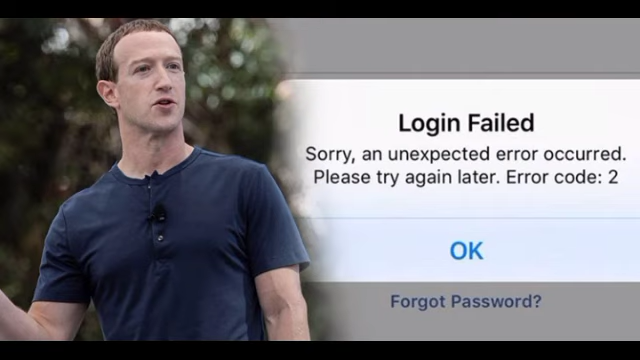 Login Failed
Sorry, an unexpected error occurred.
Please try again later. Error code: 2
OK
Forgot Password?